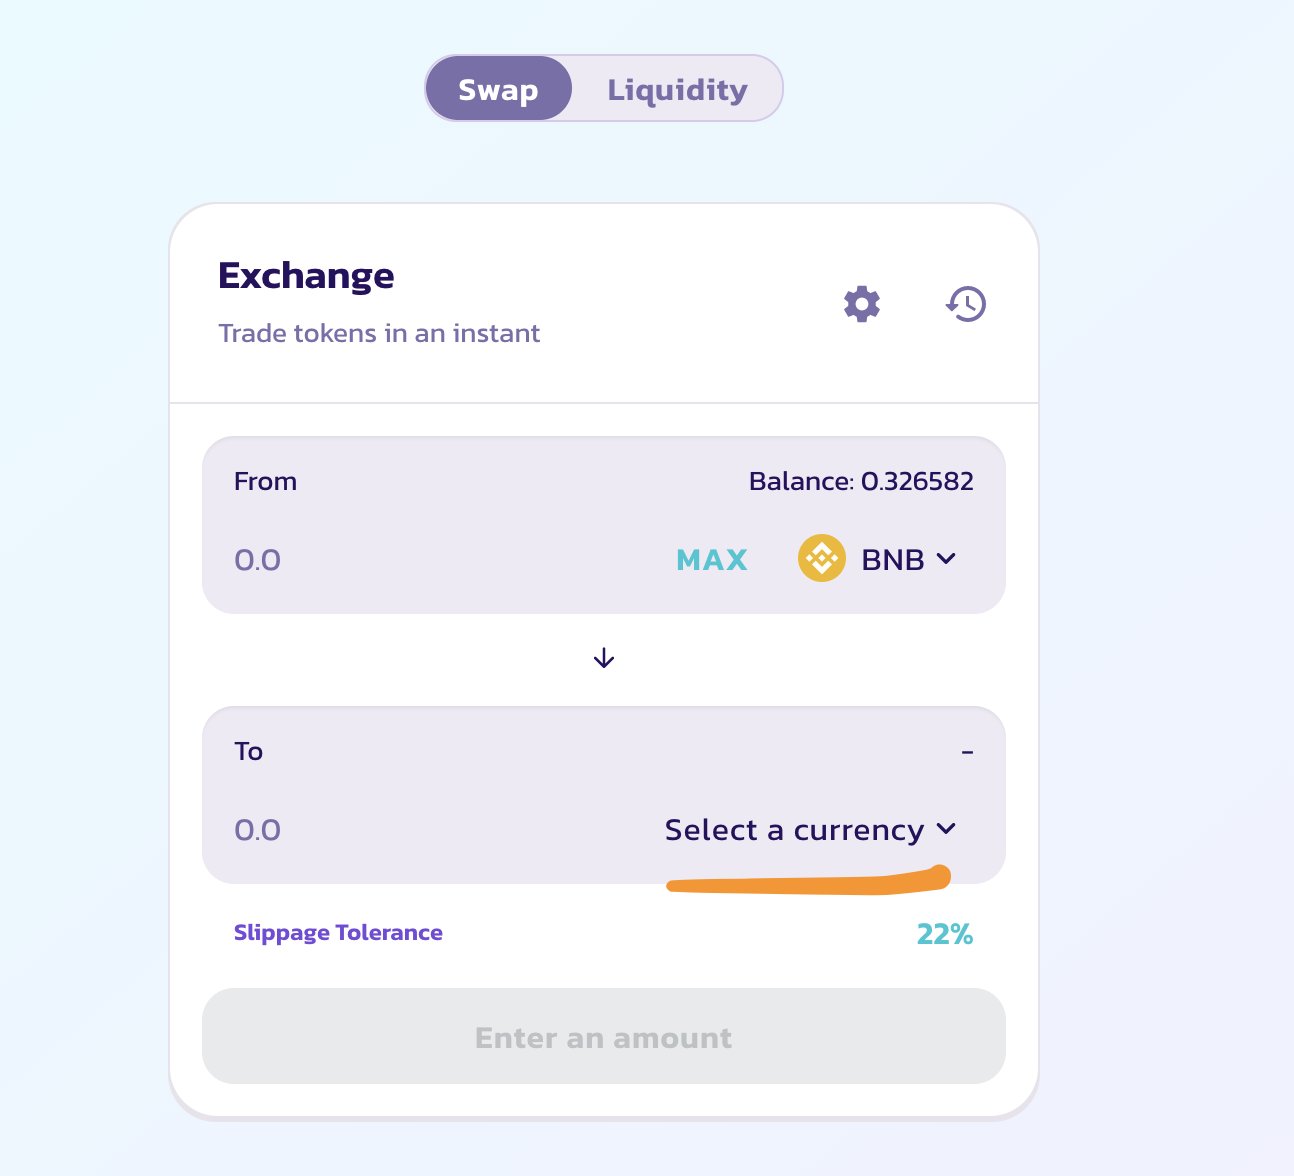 Swap Liquidity
Exchange
Trade tokens in an instant
From Balance: 0.326582
0.0 MAX BNB
To -
0.0 Select a currency
Slippage Tolerance 22%
Enter an amount